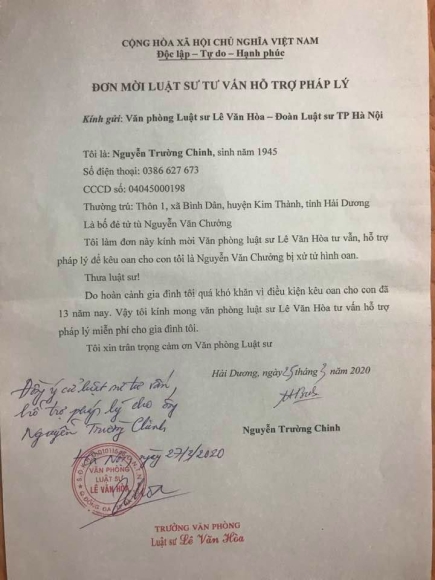 CỘNG HÒA XÃ HỘI CHỦ NGHĨA VIỆT NAM
Độc lập – Tự do – Hạnh phúc
ĐƠN MỜI LUẬT SƯ TƯ VẤN HỖ TRỢ PHÁP LÝ
Kính gửi: Văn phòng Luật sư Lê Văn Hòa – Đoàn Luật sư TP Hà Nội
Tôi là: Nguyễn Trường Chinh, sinh năm 1945
Số điện thoại: 0386 627 673
CCCD số: 04045000198
Thường trú: Thôn 1, xã Bình Dân, huyện Kim Thành, tỉnh Hải Dương
Là bố đẻ tử tù Nguyễn Văn Chưởng
Tôi làm đơn này kính mời Văn phòng luật sư Lê Văn Hòa tư vấn, hỗ trợ
pháp lý để kêu oan cho con tôi là Nguyễn Văn Chưởng bị xử tử hình oan.
Thưa luật sư!
Do hoàn cảnh gia đình tôi quá khó khăn vì điều kiện kêu oan cho con đã
13 năm nay. Vậy tôi kính mong văn phòng luật sư Lê Văn Hòa tư vấn hỗ trợ
pháp lý miễn phí cho gia đình tôi.
Tôi xin trân trọng cảm ơn Văn phòng Luật sư
Hải Dương, ngày 25 tháng 3 năm 2020
Đồng ý cử luật sư tư vấn,
hỗ trợ pháp lý cho ông
Nguyễn Trường Chinh
Nguyễn Trường Chinh
Hà Nội, ngày 27/3/2020
VĂN PHÒNG
LUẬT SƯ
LÊ VĂN HÒA
TRƯỞNG VĂN PHÒNG
Luật sư Lê Văn Hòa